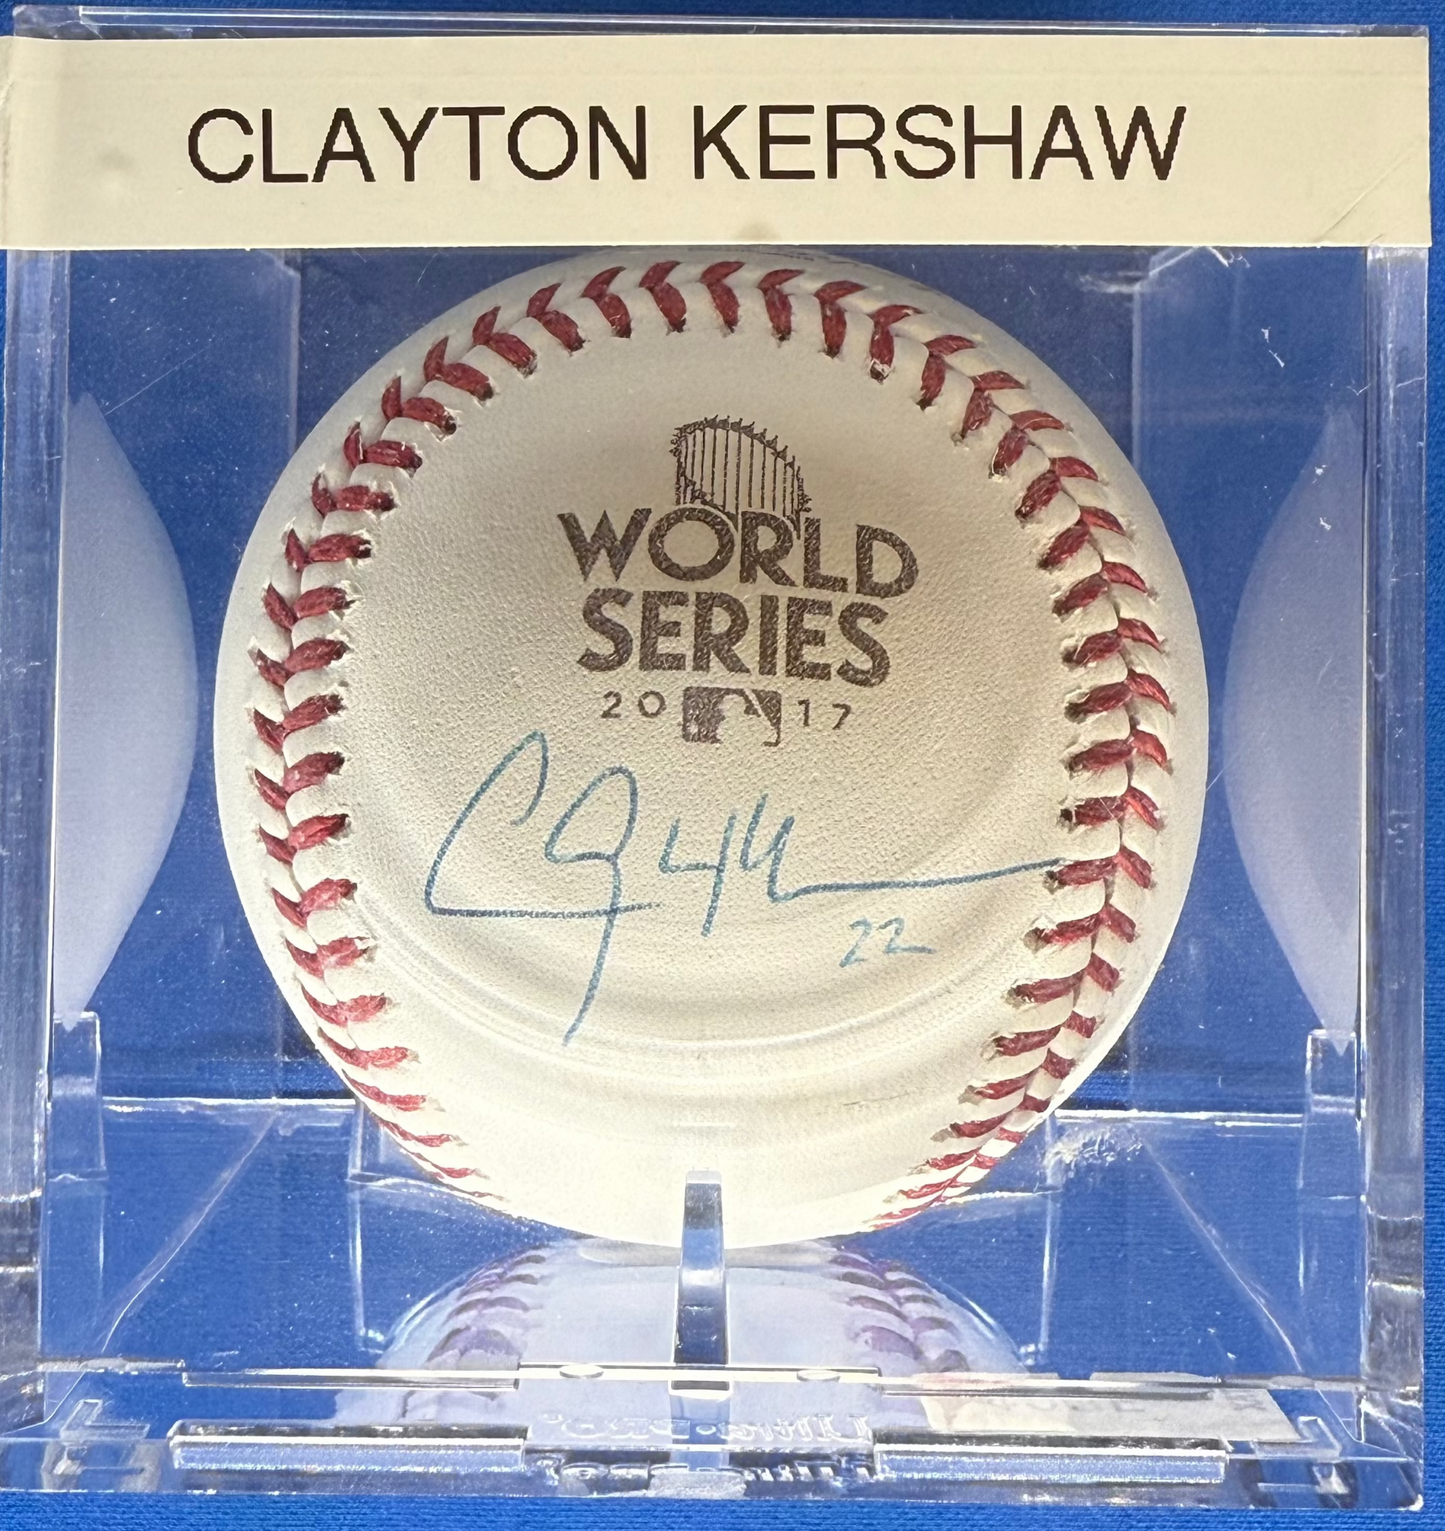 CLAYTON KERSHAW
WORLD
SERIES
20 17
22